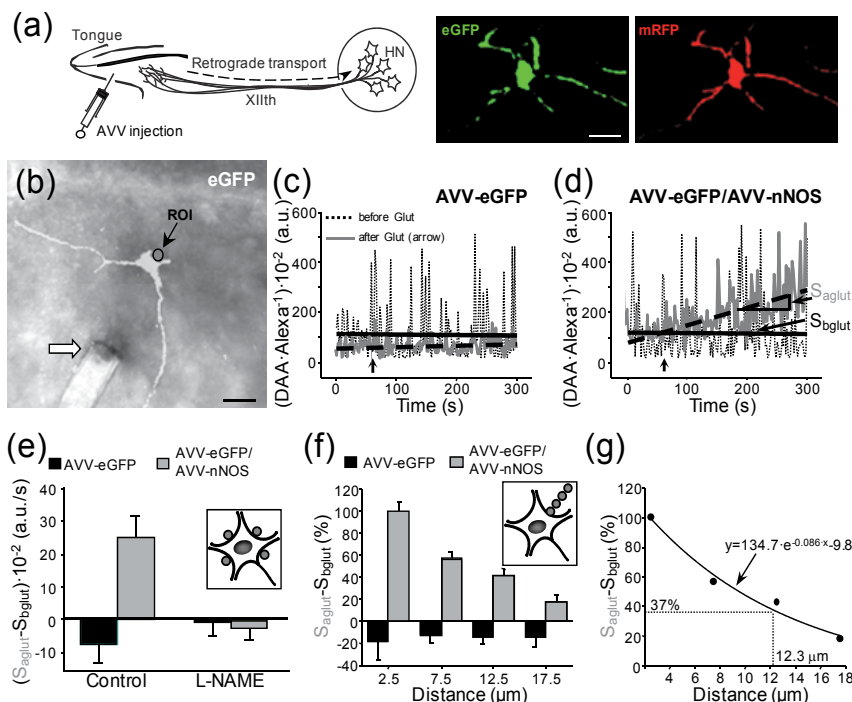 (a)
Tongue
Retrograde transport
HN
XIIth
AVV injection
eGFP
mRFP
(b)
eGFP
ROI
(c)
AVV-eGFP
before Glut
after Glut (arrow)
(DAA·Alexa⁻¹)·10⁻² (a.u.)
600
400
200
0
0
100
200
300
Time (s)
(d)
AVV-eGFP/AVV-nNOS
(DAA·Alexa⁻¹)·10⁻² (a.u.)
600
400
200
0
Saglut
Sbglut
0
100
200
300
Time (s)
(e)
AVV-eGFP
AVV-eGFP/
AVV-nNOS
(Saglut-Sbglut)·10⁻² (a.u./s)
40
30
20
10
0
-10
Control
L-NAME
(f)
AVV-eGFP
AVV-eGFP/
AVV-nNOS
Saglut-Sbglut (%)
120
100
80
60
40
20
0
-20
-40
2.5
7.5
12.5
17.5
Distance (µm)
(g)
Saglut-Sbglut (%)
120
100
80
60
40
20
0
y=134.7·e-0.086·x-9.8
37%
12.3 µm
2
4
6
8
10
12
14
16
18
Distance (µm)